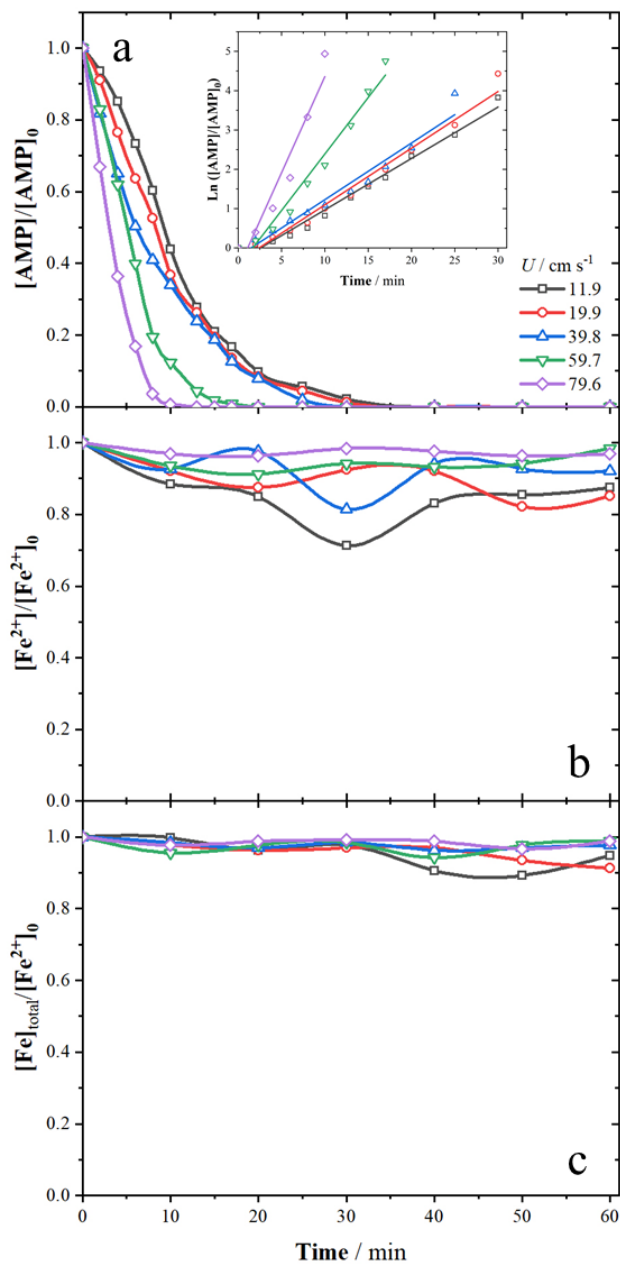 a
[AMP]/[AMP]0
1.0
0.8
0.6
0.4
0.2
0.0
Ln ([AMP]/[AMP]0)
5
4
3
2
1
0
0 5 10 15 20 25 30
Time / min
U / cm s-1
11.9
19.9
39.8
59.7
79.6
[Fe2+]/[Fe2+]0
1.0
0.8
0.6
0.4
0.2
0.0
b
[Fe]total/[Fe2+]0
1.0
0.8
0.6
0.4
0.2
0.0
c
0 10 20 30 40 50 60
Time / min